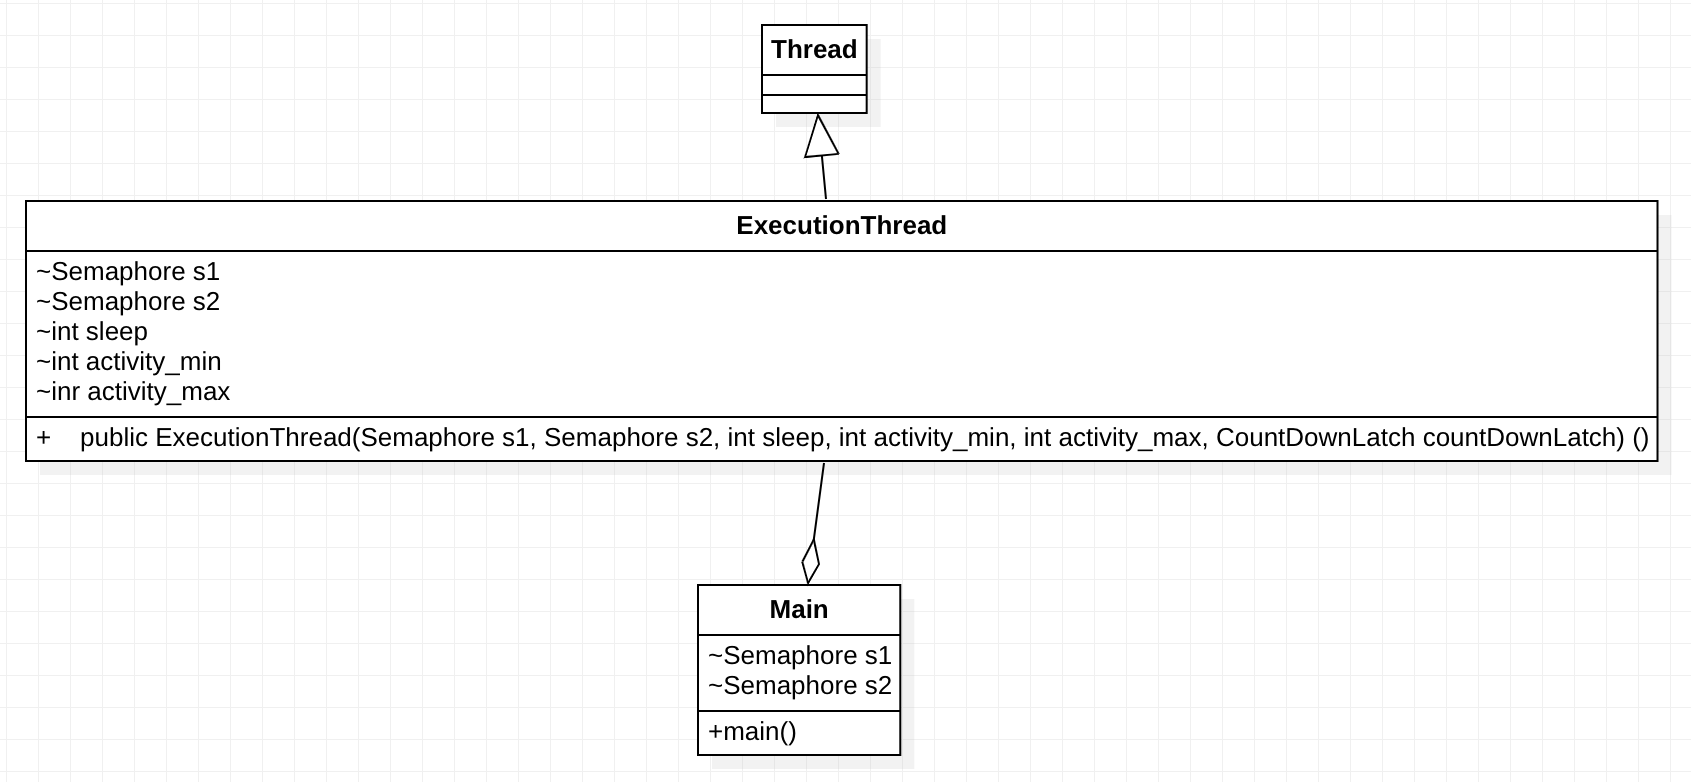 Thread
ExecutionThread
~Semaphore s1
~Semaphore s2
~int sleep
~int activity_min
~inr activity_max
+    public ExecutionThread(Semaphore s1, Semaphore s2, int sleep, int activity_min, int activity_max, CountDownLatch countDownLatch) ()
Main
~Semaphore s1
~Semaphore s2
+main()